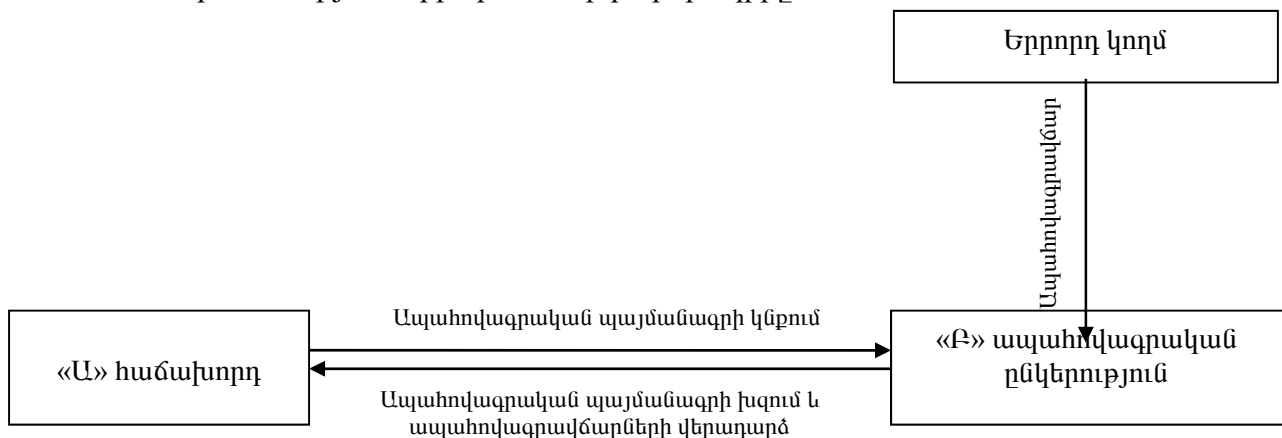 Երրորդ կողմ
Ապահովագրավճար
Ապահովագրական պայմանագրի կնքում
«Ա» հաճախորդ
«Բ» ապահովագրական
ընկերություն
Ապահովագրական պայմանագրի խզում և
ապահովագրավճարների վերադարձ